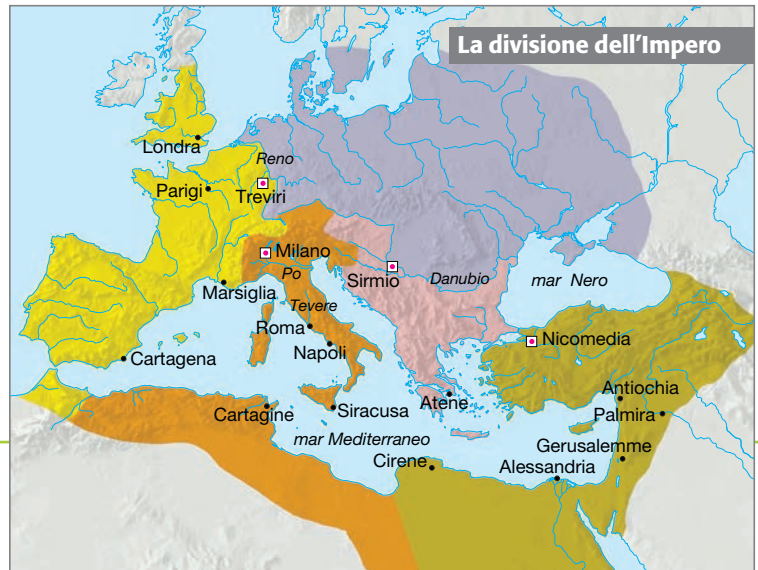 La divisione dell'Impero
Londra
Reno
Parigi
Treviri
Milano
Po
Sirmio
Danubio
mar Nero
Marsiglia
Tevere
Roma
Napoli
Nicomedia
Cartagena
Antiochia
Cartagine
Siracusa
Atene
Palmira
mar Mediterraneo
Cirene
Gerusalemme
Alessandria